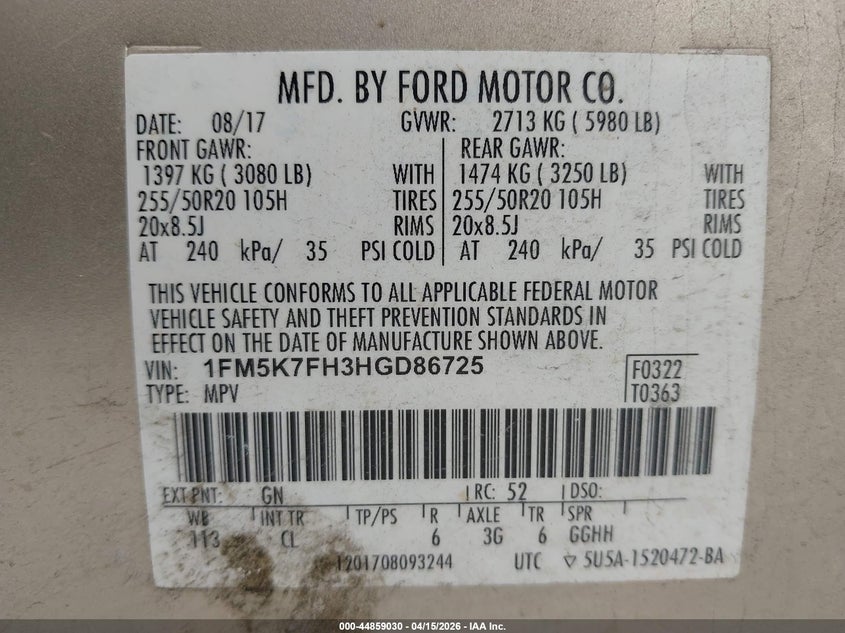 MFD. BY FORD MOTOR CO.
DATE: 08/17 GVWR: 2713 KG ( 5980 LB)
FRONT GAWR: REAR GAWR:
1397 KG ( 3080 LB) WITH 1474 KG ( 3250 LB) WITH
255/50R20 105H TIRES 255/50R20 105H TIRES
20x8.5J RIMS 20x8.5J RIMS
AT 240 kPa/ 35 PSI COLD AT 240 kPa/ 35 PSI COLD
THIS VEHICLE CONFORMS TO ALL APPLICABLE FEDERAL MOTOR
VEHICLE SAFETY AND THEFT PREVENTION STANDARDS IN
EFFECT ON THE DATE OF MANUFACTURE SHOWN ABOVE.
VIN: 1FM5K7FH3HGD86725 F0322
TYPE: MPV T0363
EXT PNT: GN RC: 52 DSO:
WB INT TR TP/PS R AXLE TR SPR
113 CL 6 3G 6 GGHH
1201708093244 UTC ▽ 5U5A-1520472-BA
000-44859030 - 04/15/2026 - IAA Inc.